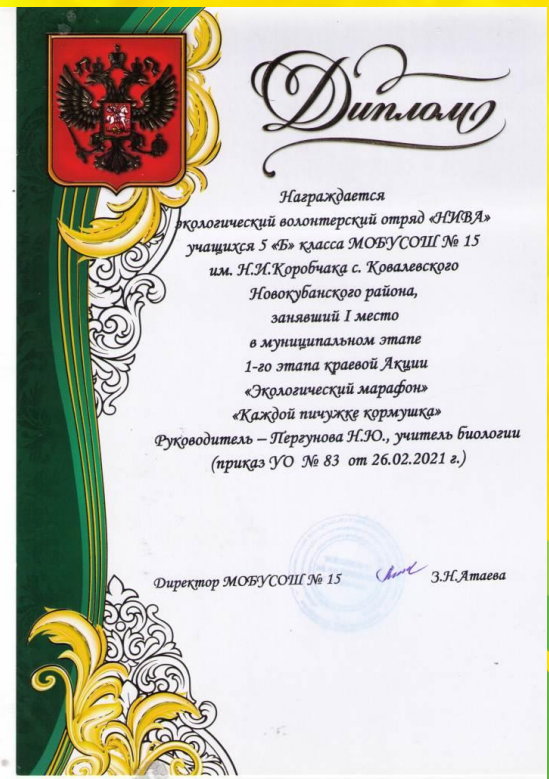 Диплом
Награждается
экологический волонтерский отряд «НИВА»
учащихся 5 «Б» класса МОБУСОШ № 15
им. Н.И.Коробчака с. Ковалевского
Новокубанского района,
занявший I место
в муниципальном этапе
1-го этапа краевой Акции
«Экологический марафон»
«Каждой пичужке кормушка»
Руководитель – Пергунова Н.Ю., учитель биологии
(приказ УО № 83 от 26.02.2021 г.)
Директор МОБУСОШ № 15 З.Н.Атаева